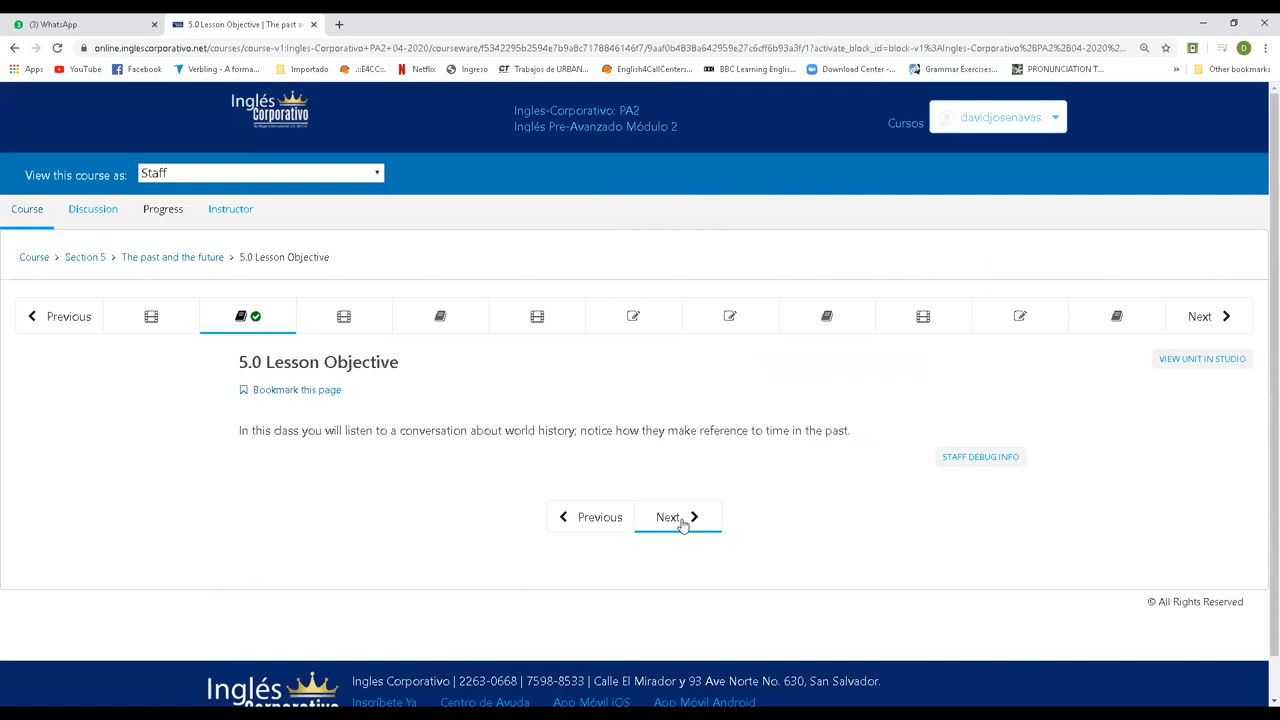 (3) WhatsApp
5.0 Lesson Objective | The past a
online.inglescorporativo.net/courses/course-v1:Ingles-Corporativo+PA2+04-2020/courseware/f5342295b2594e7b9a8c7178846146f7/9aaf0b4838a642959e27c6cff6b93a3f/1?activate_block_id=block-v1%3AIngles-Corporativo%2BPA2%2B04-2020%...
D
Apps YouTube Facebook Verbling - A forma... Importado .:::E4CC::. Netflix Ingreso Trabajos de URBAN... English4CallCenters... BBC Learning Englis... Download Center -... Grammar Exercises... PRONUNCIATION T... » Other bookmarks
Inglés
Corporativo
Ingles-Corporativo: PA2
Inglés Pre-Avanzado Módulo 2
Cursos davidjosenavas
View this course as: Staff
Course Discussion Progress Instructor
Course > Section 5 > The past and the future > 5.0 Lesson Objective
Previous Next
5.0 Lesson Objective
VIEW UNIT IN STUDIO
Bookmark this page
In this class you will listen to a conversation about world history; notice how they make reference to time in the past.
STAFF DEBUG INFO
Previous Next
© All Rights Reserved
Inglés
Corporativo
Ingles Corporativo | 2263-0668 | 7598-8533 | Calle El Mirador y 93 Ave Norte No. 630, San Salvador.
Inscríbete Ya Centro de Ayuda App Móvil iOS App Móvil Android